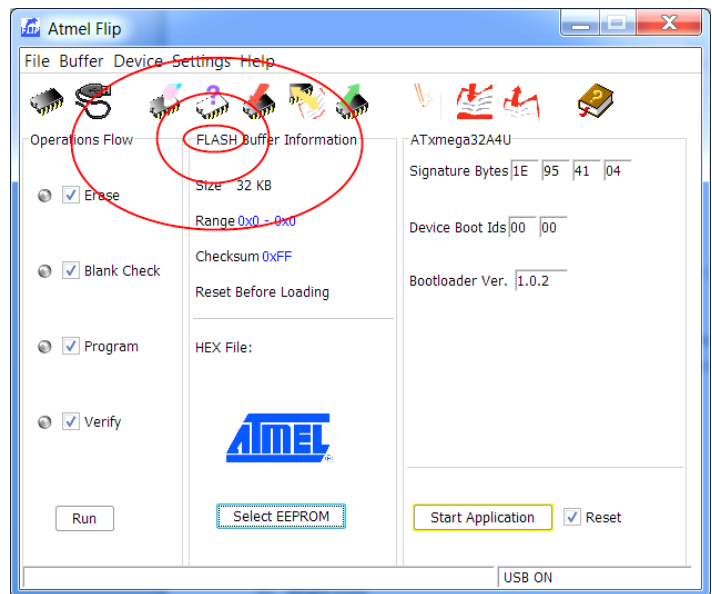 Atmel Flip
File Buffer Device Settings Help
Operations Flow
Erase
Blank Check
Program
Verify
Run
FLASH Buffer Information
Size 32 KB
Range 0x0 - 0x0
Checksum 0xFF
Reset Before Loading
HEX File:
ATMEL
Select EEPROM
ATxmega32A4U
Signature Bytes 1E 95 41 04
Device Boot Ids 00 00
Bootloader Ver. 1.0.2
Start Application Reset
USB ON